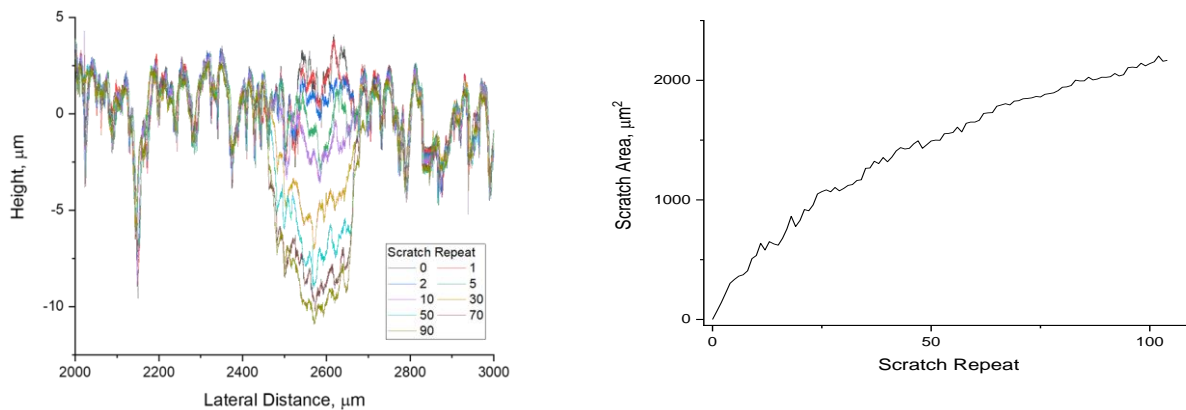 5
0
-5
-10
Height, μm
2000 2200 2400 2600 2800 3000
Lateral Distance, μm
Scratch Repeat
0 1
2 5
10 30
50 70
90
2000
1000
0
Scratch Area, μm²
0 50 100
Scratch Repeat